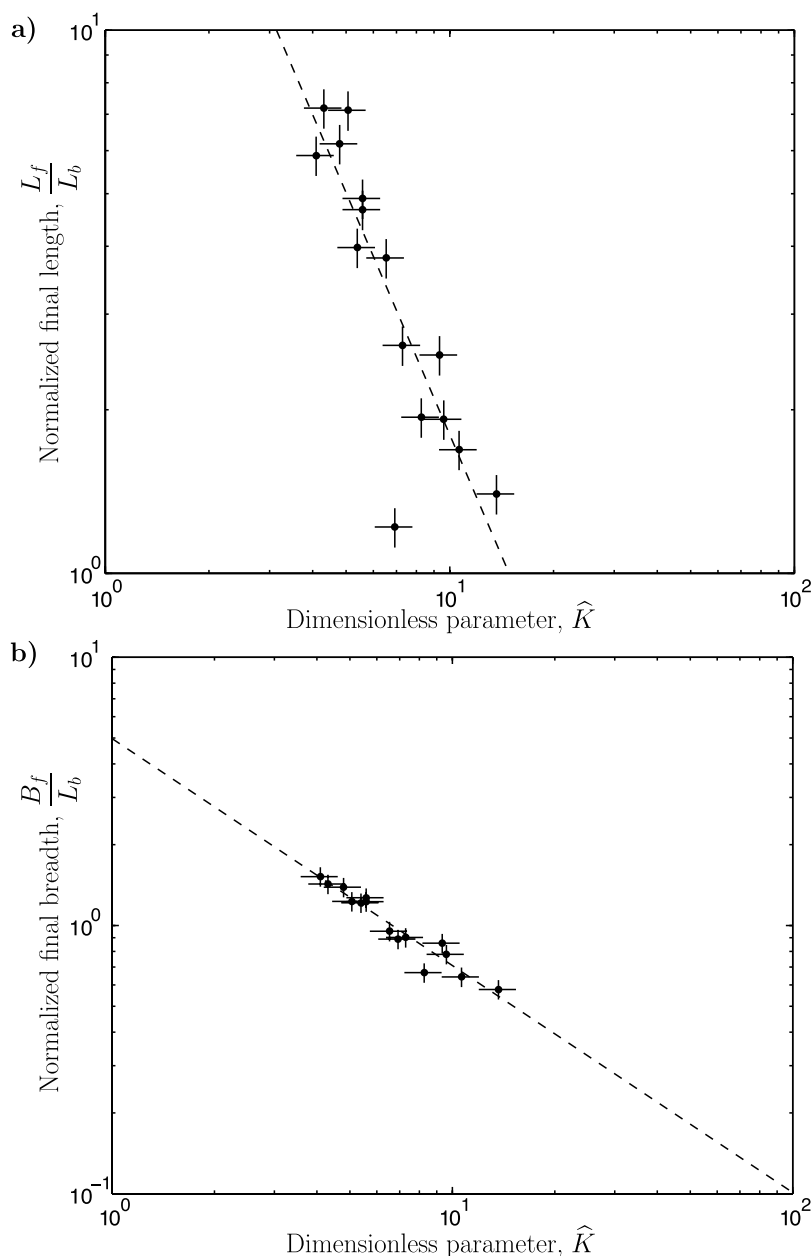 a)
10^1
Normalized final length, L_f/L_b
10^0
10^0 10^1 10^2
Dimensionless parameter, K̂
b)
10^1
Normalized final breadth, B_f/L_b
10^0
10^−1
10^0 10^1 10^2
Dimensionless parameter, K̂